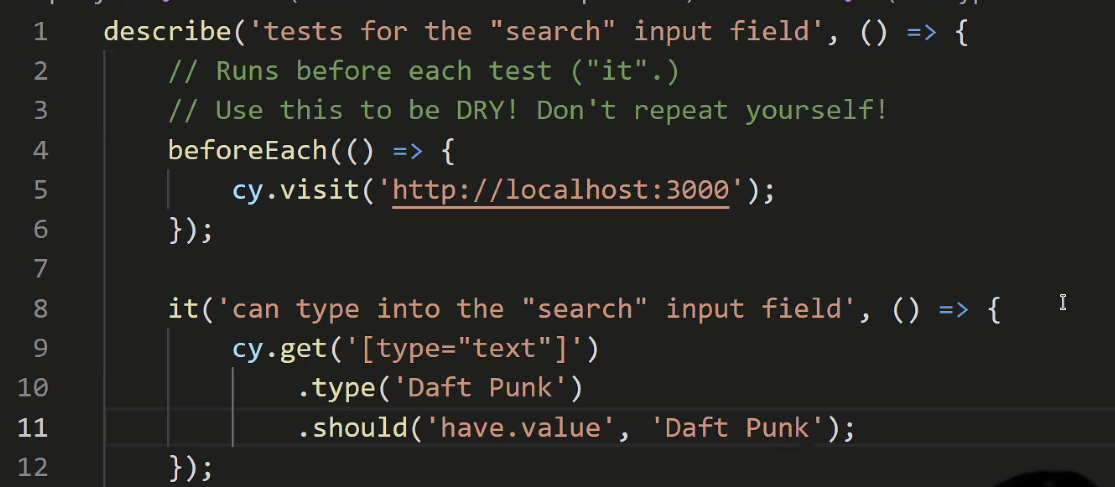 1 describe('tests for the "search" input field', () => {
2 // Runs before each test ("it".)
3 // Use this to be DRY! Don't repeat yourself!
4 beforeEach(() => {
5 cy.visit('http://localhost:3000');
6 });
7
8 it('can type into the "search" input field', () => {
9 cy.get('[type="text"]')
10 .type('Daft Punk')
11 .should('have.value', 'Daft Punk');
12 });